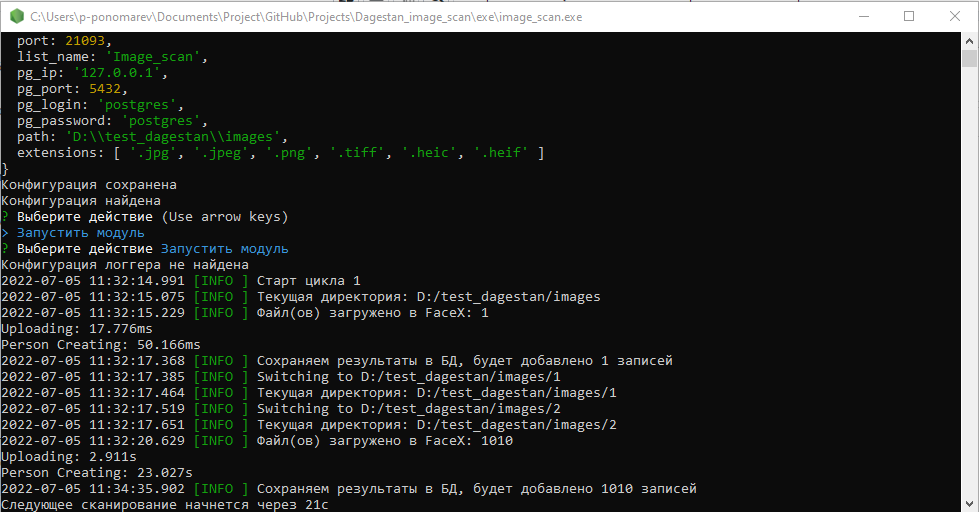 C:\Users\p-ponomarev\Documents\Project\GitHub\Projects\Dagestan_image_scan\exe\image_scan.exe
port: 21093,
list_name: 'Image_scan',
pg_ip: '127.0.0.1',
pg_port: 5432,
pg_login: 'postgres',
pg_password: 'postgres',
path: 'D:\\test_dagestan\\images',
extensions: [ '.jpg', '.jpeg', '.png', '.tiff', '.heic', '.heif' ]
}
Конфигурация сохранена
Конфигурация найдена
? Выберите действие (Use arrow keys)
> Запустить модуль
? Выберите действие Запустить модуль
Конфигурация логгера не найдена
2022-07-05 11:32:14.991 [INFO ] Старт цикла 1
2022-07-05 11:32:15.075 [INFO ] Текущая директория: D:/test_dagestan/images
2022-07-05 11:32:15.229 [INFO ] Файл(ов) загружено в FaceX: 1
Uploading: 17.776ms
Person Creating: 50.166ms
2022-07-05 11:32:17.368 [INFO ] Сохраняем результаты в БД, будет добавлено 1 записей
2022-07-05 11:32:17.385 [INFO ] Switching to D:/test_dagestan/images/1
2022-07-05 11:32:17.464 [INFO ] Текущая директория: D:/test_dagestan/images/1
2022-07-05 11:32:17.519 [INFO ] Switching to D:/test_dagestan/images/2
2022-07-05 11:32:17.651 [INFO ] Текущая директория: D:/test_dagestan/images/2
2022-07-05 11:32:20.629 [INFO ] Файл(ов) загружено в FaceX: 1010
Uploading: 2.911s
Person Creating: 23.027s
2022-07-05 11:34:35.902 [INFO ] Сохраняем результаты в БД, будет добавлено 1010 записей
Следующее сканирование начнется через 21с